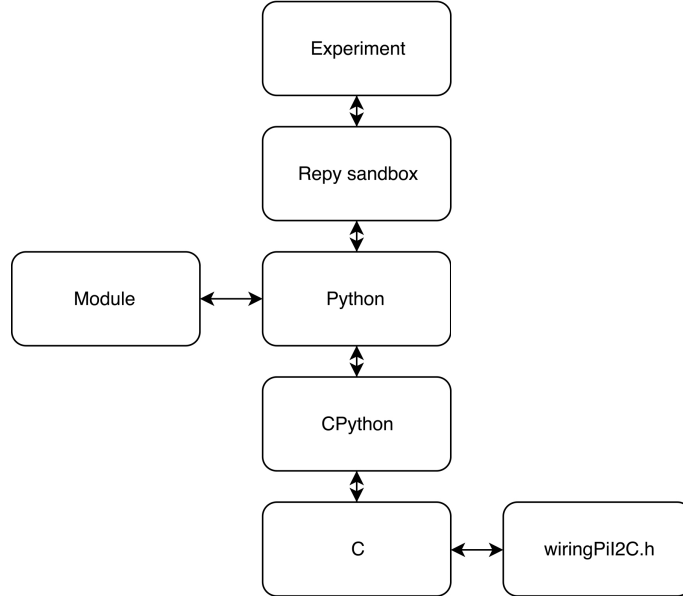 Experiment
Repy sandbox
Module
Python
CPython
C
wiringPiI2C.h